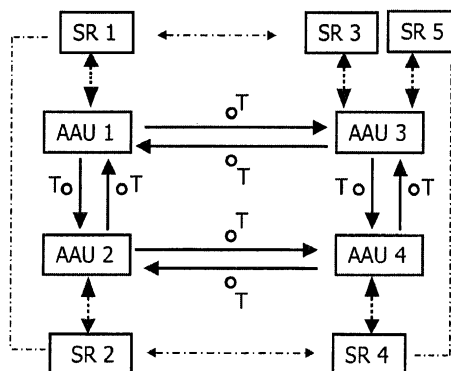 SR 1 SR 3 SR 5
T
AAU 1 AAU 3
T
T T T T
T
AAU 2 AAU 4
T
SR 2 SR 4